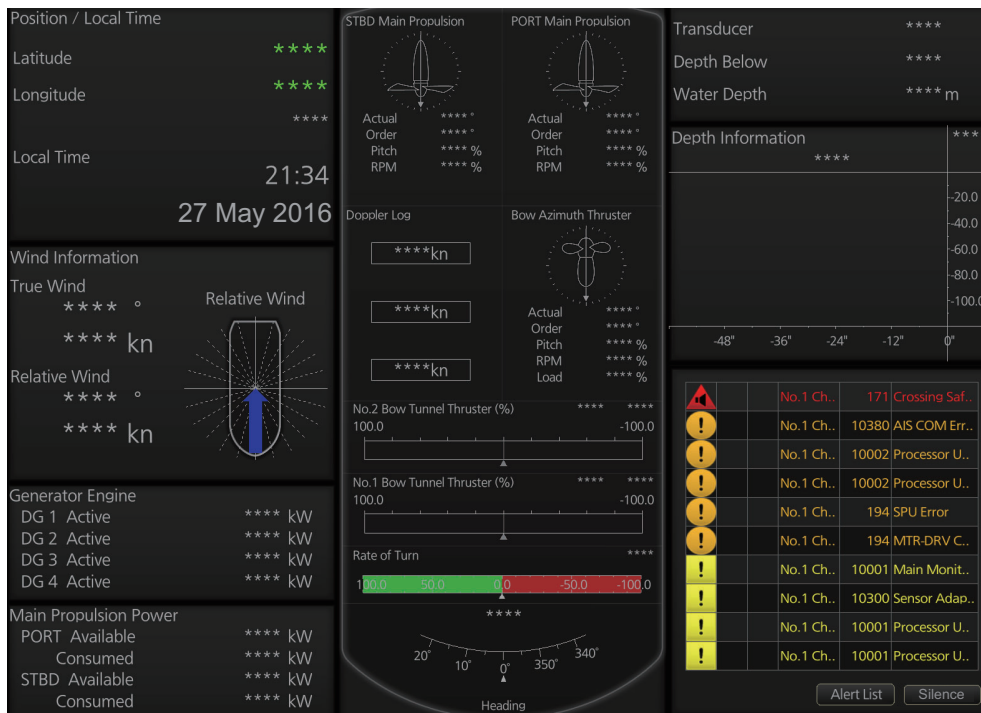 Position / Local Time
Latitude ****
Longitude ****
****
Local Time
21:34
27 May 2016
Wind Information
True Wind
**** °
**** kn
Relative Wind
Relative Wind
**** °
**** kn
Generator Engine
DG 1 Active **** kW
DG 2 Active **** kW
DG 3 Active **** kW
DG 4 Active **** kW
Main Propulsion Power
PORT Available **** kW
Consumed **** kW
STBD Available **** kW
Consumed **** kW
STBD Main Propulsion
Actual **** °
Order **** °
Pitch **** %
RPM **** %
PORT Main Propulsion
Actual **** °
Order **** °
Pitch **** %
RPM **** %
Doppler Log
****kn
****kn
****kn
Bow Azimuth Thruster
Actual **** °
Order **** °
Pitch **** %
RPM **** %
Load **** %
No.2 Bow Tunnel Thruster (%) **** ****
100.0 -100.0
No.1 Bow Tunnel Thruster (%) **** ****
100.0 -100.0
Rate of Turn ****
100.0 50.0 0.0 -50.0 -100.0
****
20° 10° 0° 350° 340°
Heading
Transducer ****
Depth Below ****
Water Depth **** m
Depth Information ***
****
-20.0
-40.0
-60.0
-80.0
-100.0
-48" -36" -24" -12" 0"
No.1 Ch.. 171 Crossing Saf..
! No.1 Ch.. 10380 AIS COM Err..
! No.1 Ch.. 10002 Processor U..
! No.1 Ch.. 10002 Processor U..
! No.1 Ch.. 194 SPU Error
! No.1 Ch.. 194 MTR-DRV C..
! No.1 Ch.. 10001 Main Monit..
! No.1 Ch.. 10300 Sensor Adap..
! No.1 Ch.. 10001 Processor U..
! No.1 Ch.. 10001 Processor U..
Alert List Silence